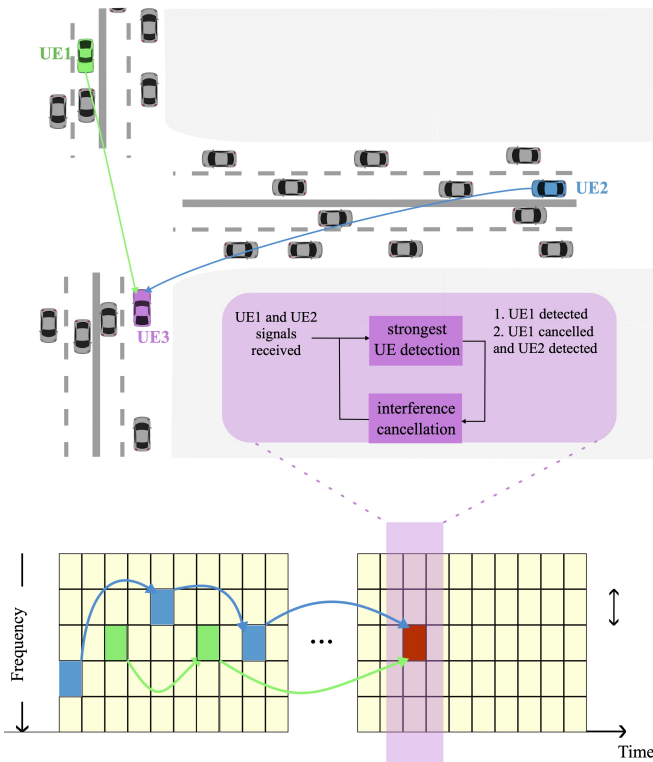 UE1
UE2
UE3
UE1 and UE2
signals
received
strongest
UE detection
1. UE1 detected
2. UE1 cancelled
and UE2 detected
interference
cancellation
Frequency
...
Time